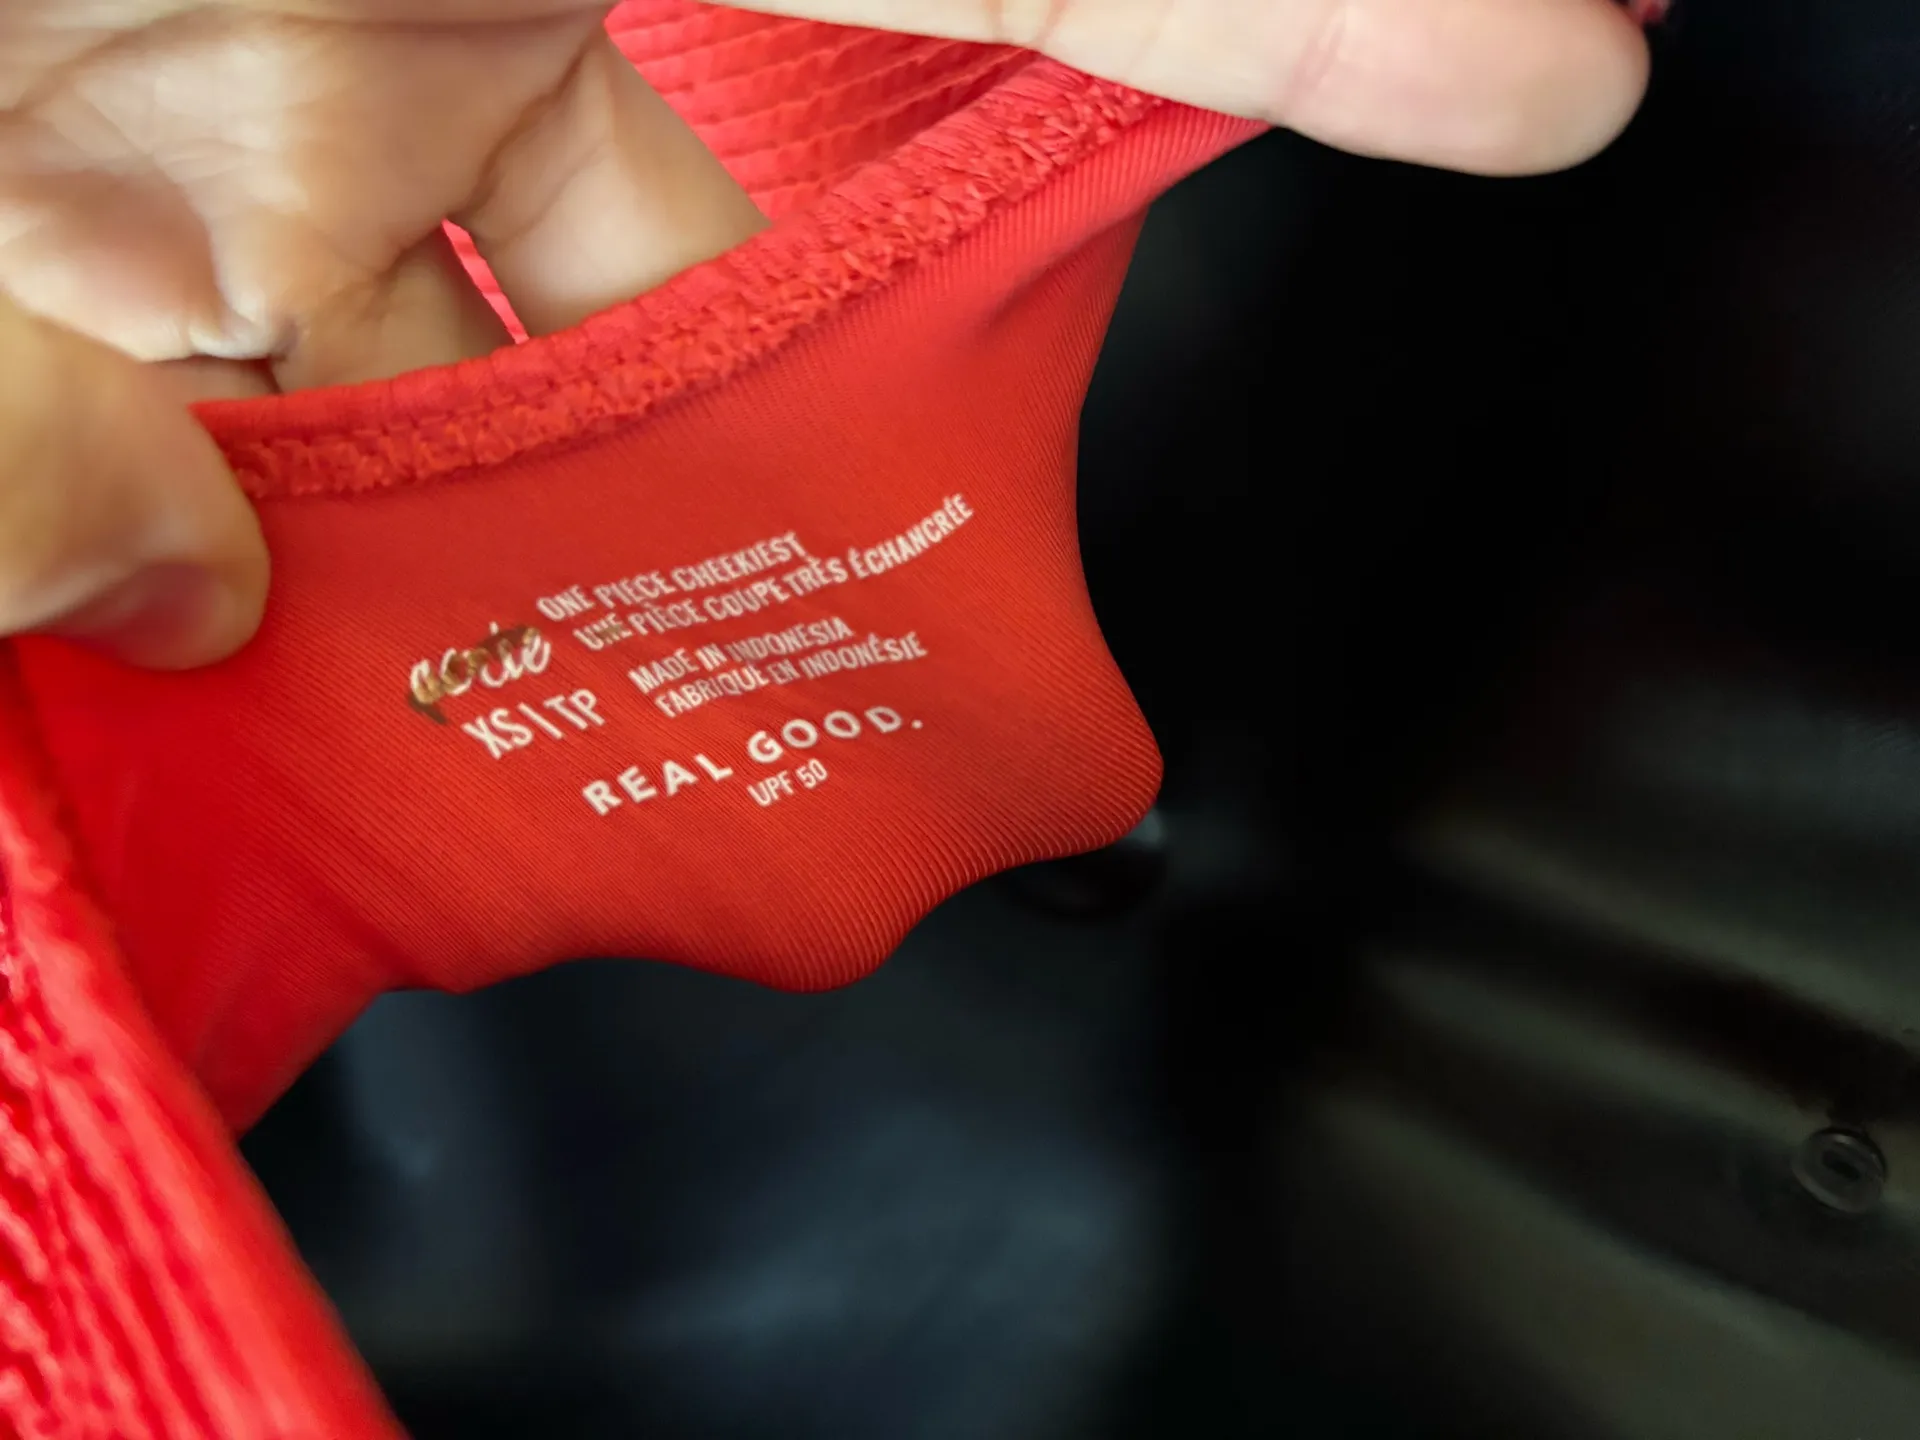 aerie
ONE PIECE CHEEKIEST
UNE PIÈCE COUPE TRÈS ÉCHANCRÉE
XS | TP
MADE IN INDONESIA
FABRIQUÉ EN INDONÉSIE
REAL GOOD.
UPF 50